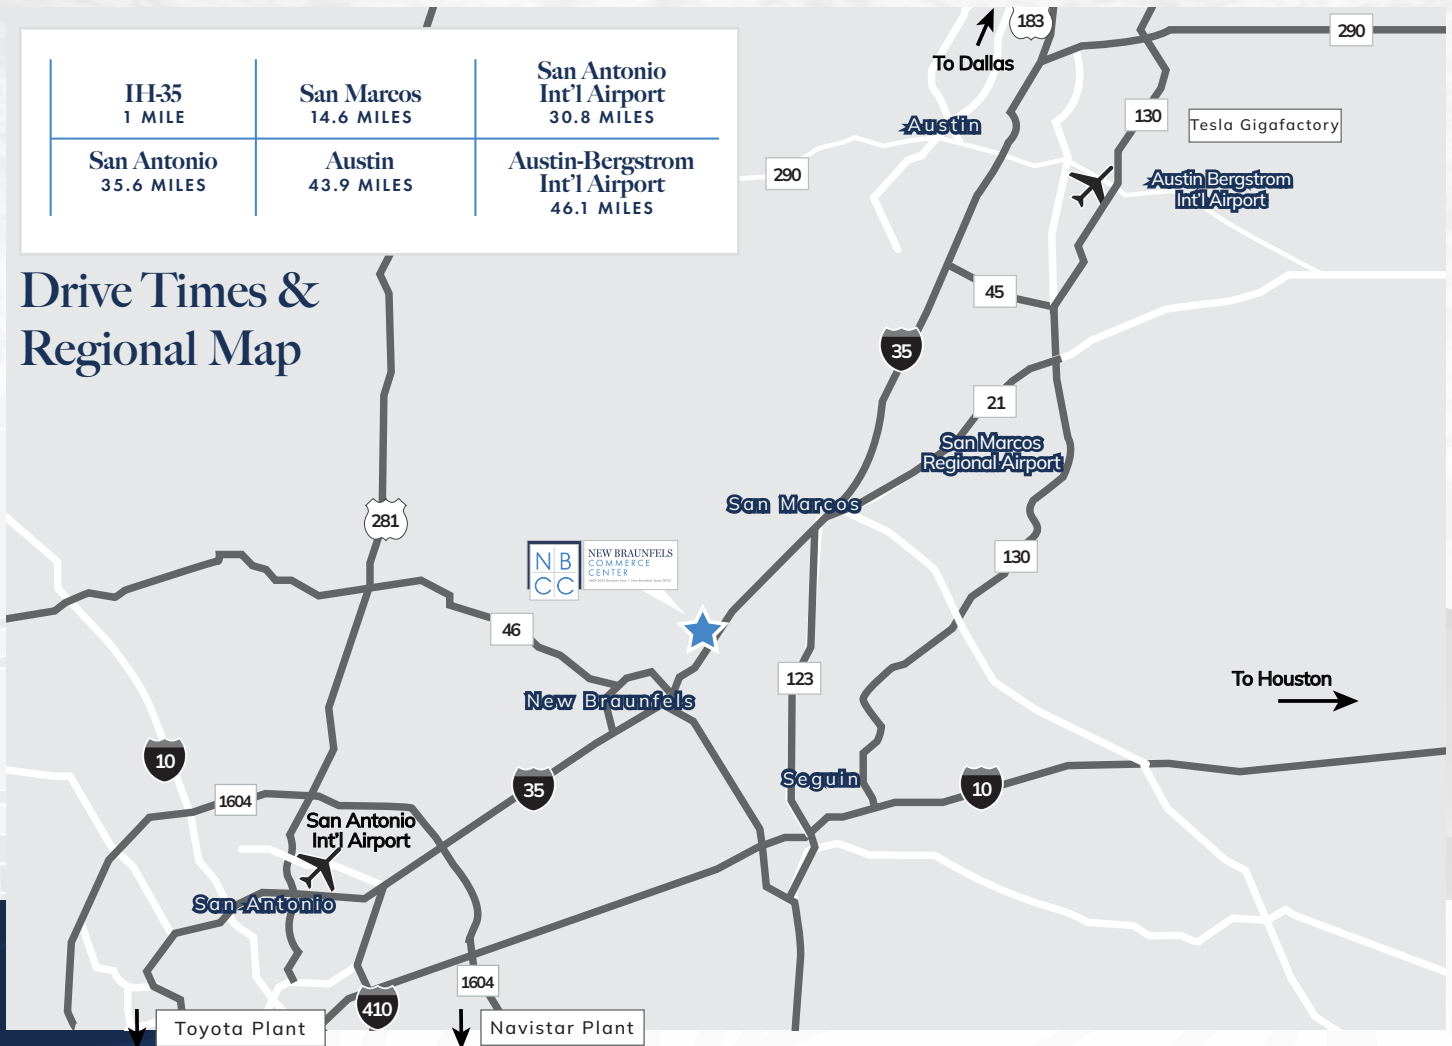 IH-35
1 MILE
San Marcos
14.6 MILES
San Antonio
Int'l Airport
30.8 MILES
San Antonio
35.6 MILES
Austin
43.9 MILES
Austin-Bergstrom
Int'l Airport
46.1 MILES
Drive Times &
Regional Map
183
290
To Dallas
130
Tesla Gigafactory
Austin
290
Austin Bergstrom
Int'l Airport
45
35
21
San Marcos
Regional Airport
San Marcos
281
130
N B
C C
NEW BRAUNFELS
COMMERCE
CENTER
46
123
To Houston
New Braunfels
10
Seguin
35
10
1604
San Antonio
Int'l Airport
San Antonio
1604
410
Toyota Plant
Navistar Plant